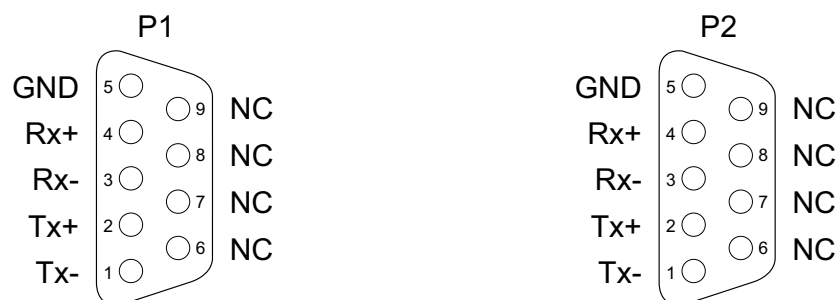 P1
GND 5 9 NC
Rx+ 4 8 NC
Rx- 3 7 NC
Tx+ 2 6 NC
Tx- 1
P2
GND 5 9 NC
Rx+ 4 8 NC
Rx- 3 7 NC
Tx+ 2 6 NC
Tx- 1